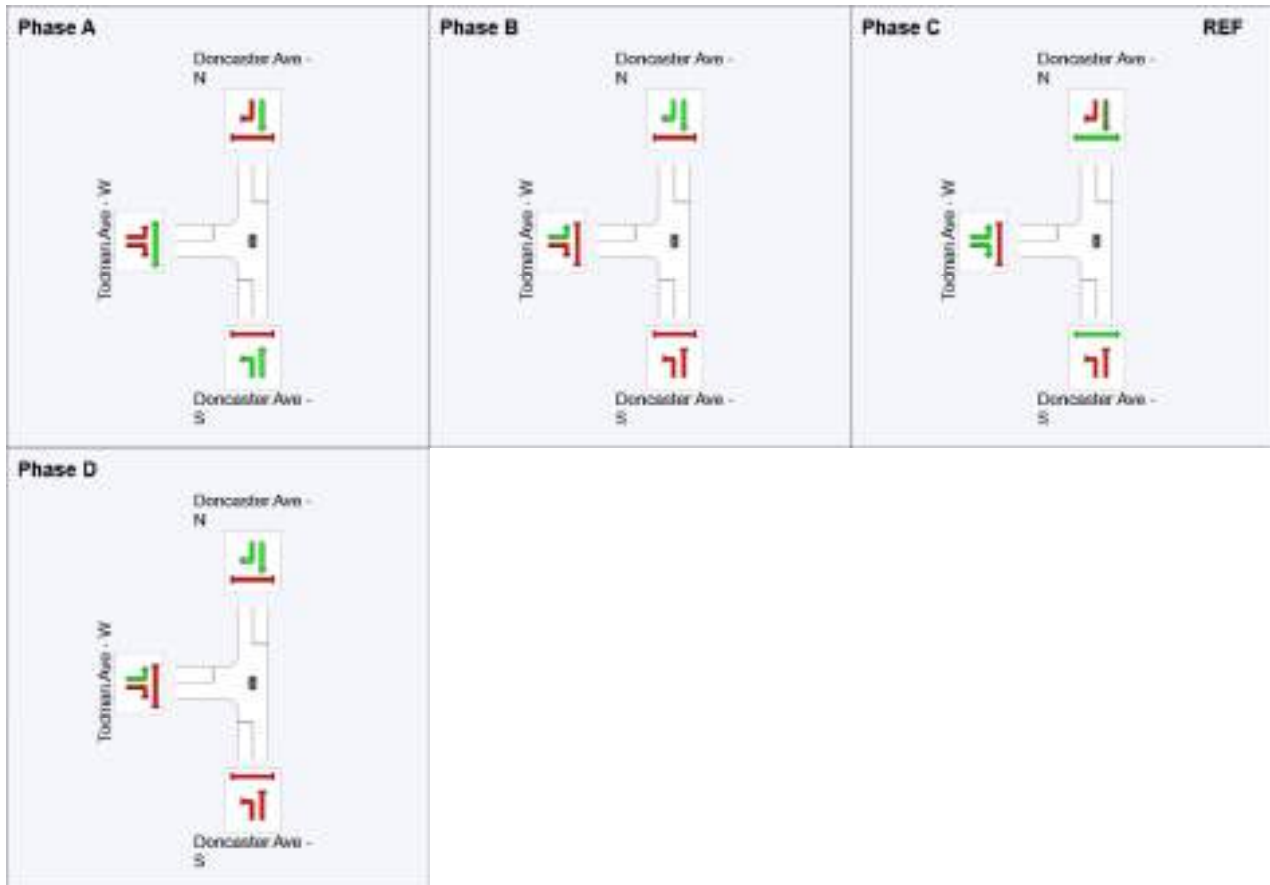 Phase A
Doncaster Ave -
N
Todman Ave - W
Doncaster Ave -
S
Phase B
Doncaster Ave -
N
Todman Ave - W
Doncaster Ave -
S
Phase C
REF
Doncaster Ave -
N
Todman Ave - W
Doncaster Ave -
S
Phase D
Doncaster Ave -
N
Todman Ave - W
Doncaster Ave -
S